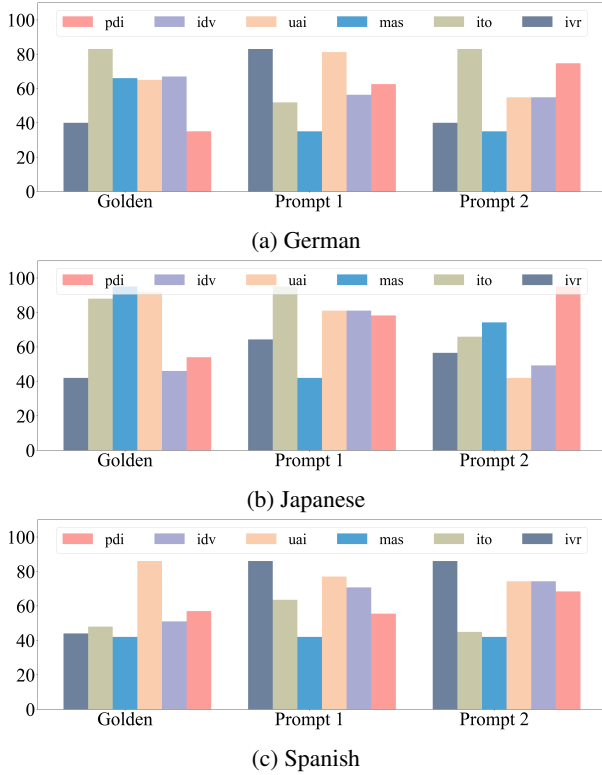 100
80
60
40
20
0
pdi idv uai mas ito ivr
Golden Prompt 1 Prompt 2
(a) German
100
80
60
40
20
0
pdi idv uai mas ito ivr
Golden Prompt 1 Prompt 2
(b) Japanese
100
80
60
40
20
0
pdi idv uai mas ito ivr
Golden Prompt 1 Prompt 2
(c) Spanish